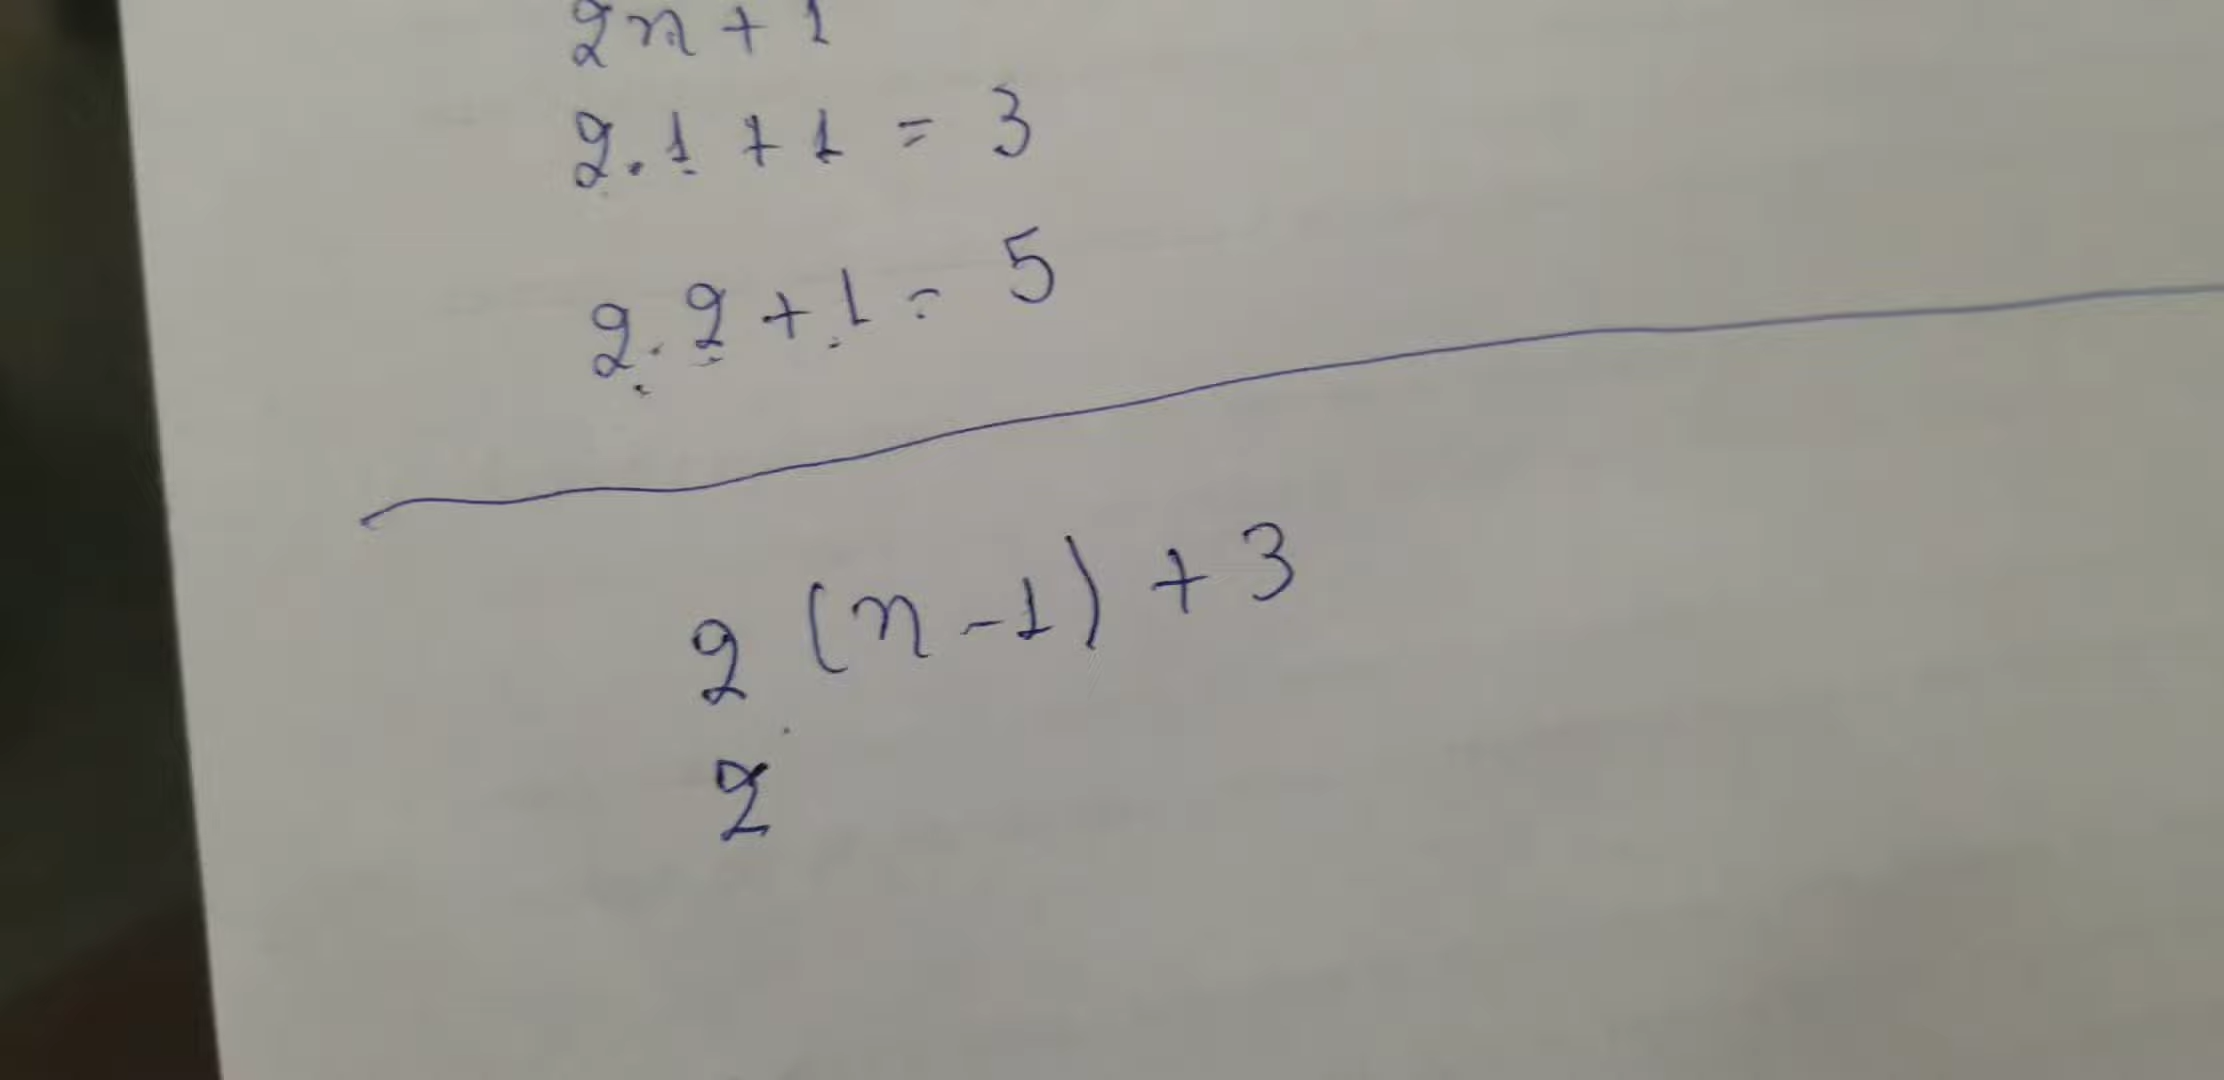 2n + 1
2.1 + 1 = 3
2.2 + 1 = 5
2 (n - 1) + 3
2